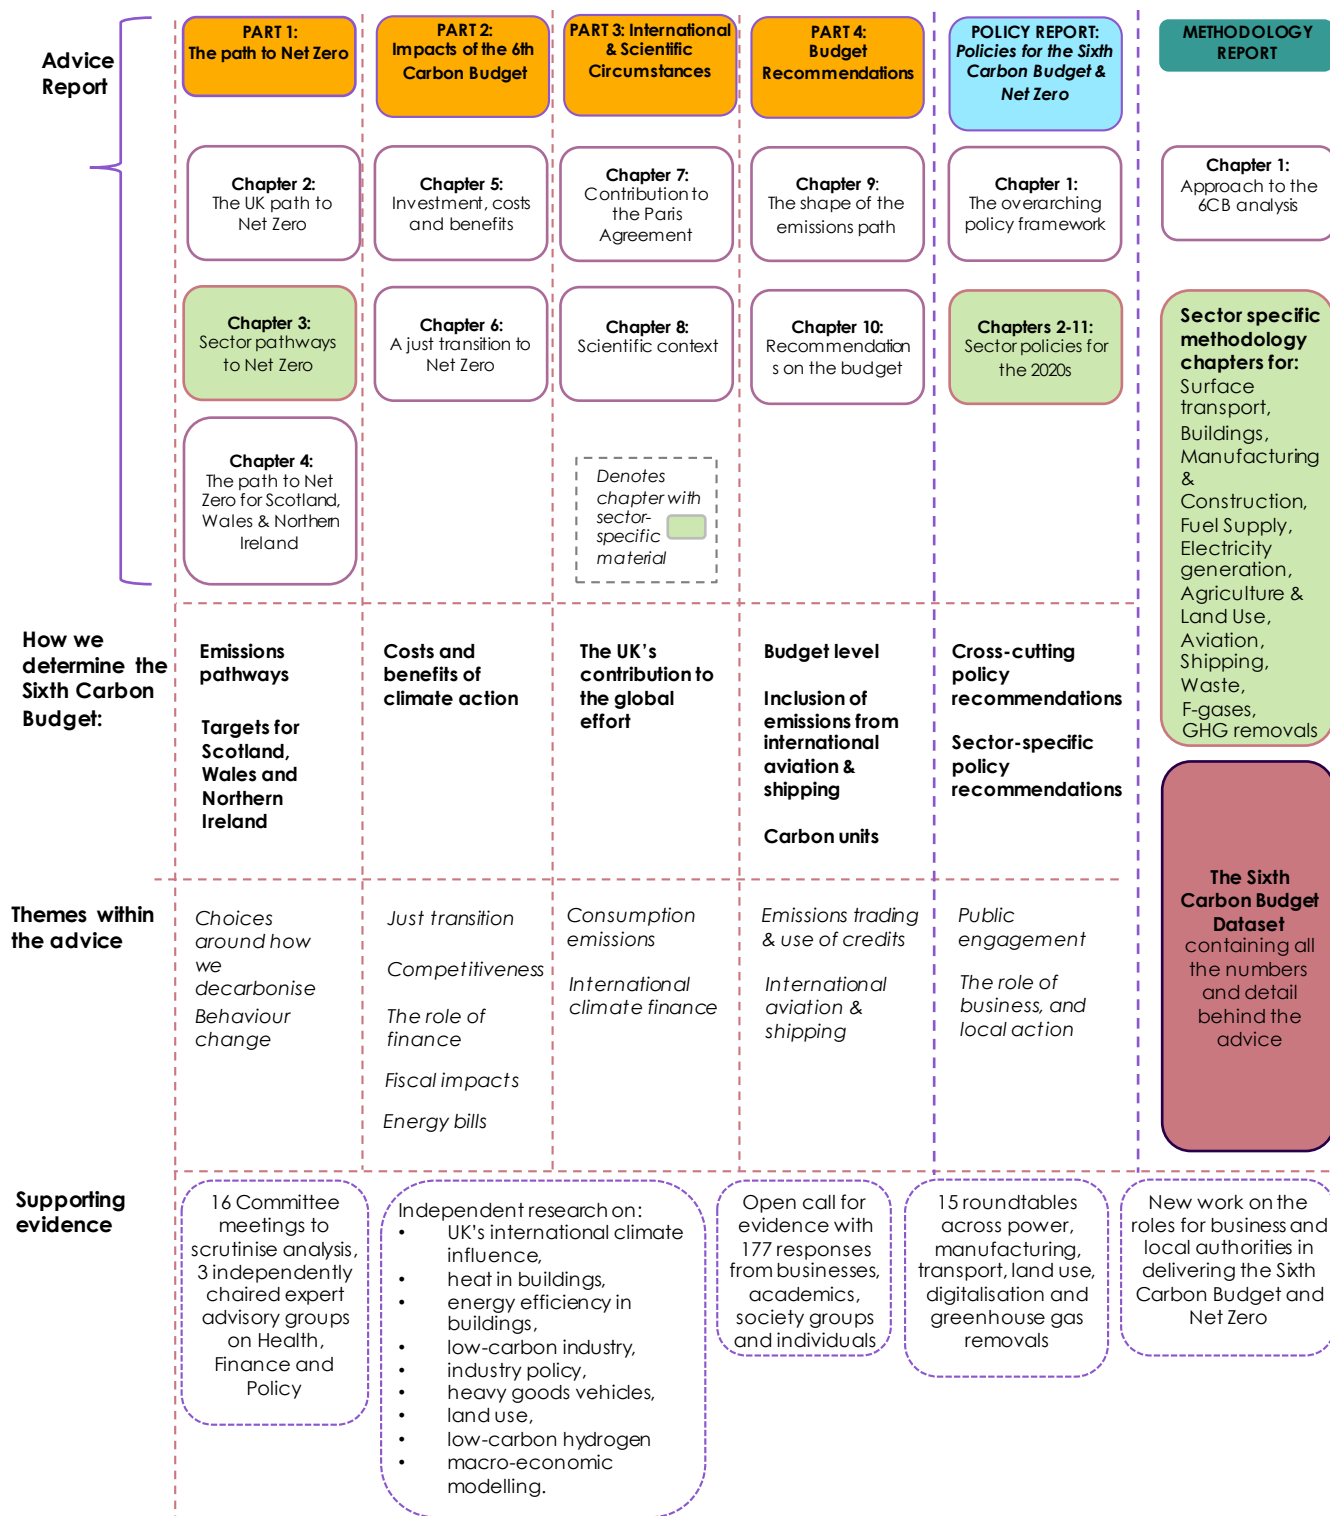 Advice
Report
PART 1:
The path to Net Zero
PART 2:
Impacts of the 6th
Carbon Budget
PART 3: International
& Scientific
Circumstances
PART 4:
Budget
Recommendations
POLICY REPORT:
Policies for the Sixth
Carbon Budget &
Net Zero
METHODOLOGY
REPORT
Chapter 2:
The UK path to
Net Zero
Chapter 5:
Investment, costs
and benefits
Chapter 7:
Contribution to
the Paris
Agreement
Chapter 9:
The shape of the
emissions path
Chapter 1:
The overarching
policy framework
Chapter 1:
Approach to the
6CB analysis
Chapter 3:
Sector pathways
to Net Zero
Chapter 6:
A just transition to
Net Zero
Chapter 8:
Scientific context
Chapter 10:
Recommendation
s on the budget
Chapters 2-11:
Sector policies for
the 2020s
Sector specific
methodology
chapters for:
Surface
transport,
Buildings,
Manufacturing
&
Construction,
Fuel Supply,
Electricity
generation,
Agriculture &
Land Use,
Aviation,
Shipping,
Waste,
F-gases,
GHG removals
Chapter 4:
The path to Net
Zero for Scotland,
Wales & Northern
Ireland
Denotes
chapter with
sector-
specific
material
How we
determine the
Sixth Carbon
Budget:
Emissions
pathways
Targets for
Scotland,
Wales and
Northern
Ireland
Costs and
benefits of
climate action
The UK's
contribution to
the global
effort
Budget level
Inclusion of
emissions from
international
aviation &
shipping
Carbon units
Cross-cutting
policy
recommendations
Sector-specific
policy
recommendations
The Sixth
Carbon Budget
Dataset
containing all
the numbers
and detail
behind the
advice
Themes within
the advice
Choices
around how
we
decarbonise
Behaviour
change
Just transition
Competitiveness
The role of
finance
Fiscal impacts
Energy bills
Consumption
emissions
International
climate finance
Emissions trading
& use of credits
International
aviation &
shipping
Public
engagement
The role of
business, and
local action
Supporting
evidence
16 Committee
meetings to
scrutinise analysis,
3 independently
chaired expert
advisory groups
on Health,
Finance and
Policy
Independent research on:
• UK's international climate
influence,
• heat in buildings,
• energy efficiency in
buildings,
• low-carbon industry,
• industry policy,
• heavy goods vehicles,
• land use,
• low-carbon hydrogen
• macro-economic
modelling.
Open call for
evidence with
177 responses
from businesses,
academics,
society groups
and individuals
15 roundtables
across power,
manufacturing,
transport, land use,
digitalisation and
greenhouse gas
removals
New work on the
roles for business and
local authorities in
delivering the Sixth
Carbon Budget and
Net Zero